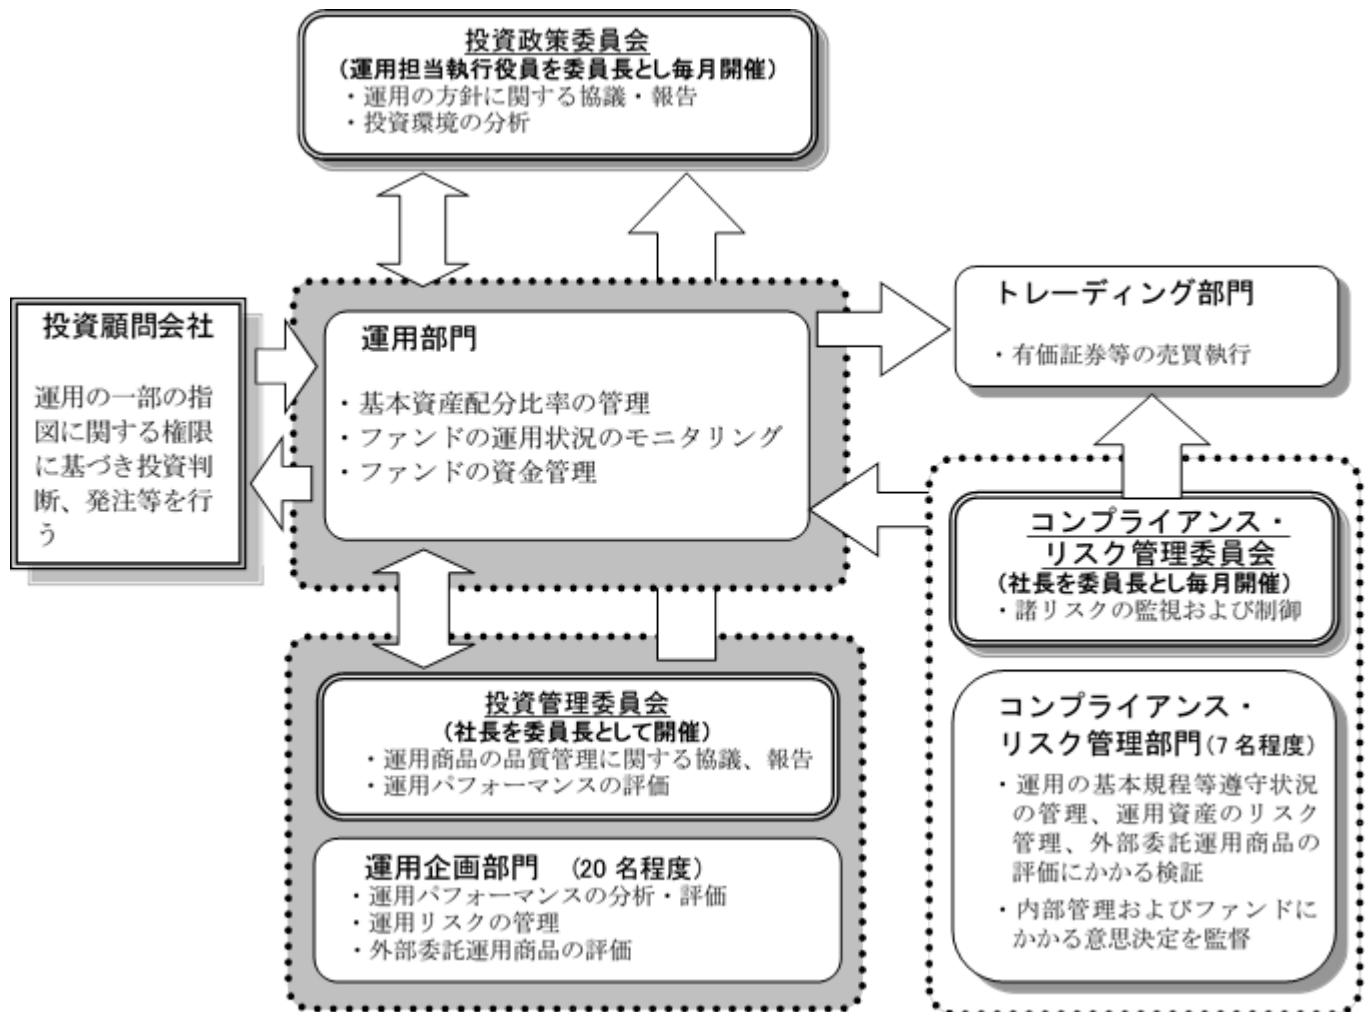 投資政策委員会
(運用担当執行役員を委員長とし毎月開催)
・運用の方針に関する協議・報告
・投資環境の分析
投資顧問会社
運用の一部の指
図に関する権限
に基づき投資判
断、発注等を行
う
運用部門
・基本資産配分比率の管理
・ファンドの運用状況のモニタリング
・ファンドの資金管理
トレーディング部門
・有価証券等の売買執行
コンプライアンス・
リスク管理委員会
(社長を委員長とし毎月開催)
・諸リスクの監視および制御
投資管理委員会
(社長を委員長として開催)
・運用商品の品質管理に関する協議、報告
・運用パフォーマンスの評価
運用企画部門 (20 名程度)
・運用パフォーマンスの分析・評価
・運用リスクの管理
・外部委託運用商品の評価
コンプライアンス・
リスク管理部門(7 名程度)
・運用の基本規程等遵守状況
の管理、運用資産のリスク
管理、外部委託運用商品の
評価にかかる検証
・内部管理およびファンドに
かかる意思決定を監督